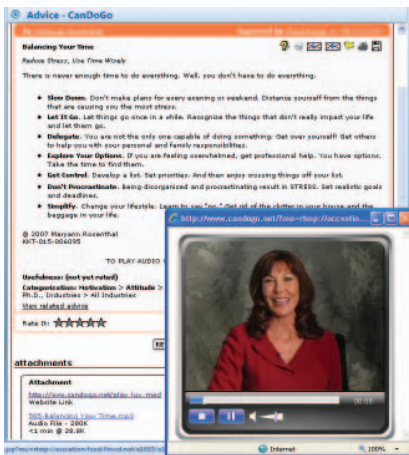 Advice - CanDoGo
Balancing Your Time
Reduce Stress, Use Time Wisely
There is never enough time to do everything. Well, you don't have to do everything.
Slow Down. Don't make plans for every evening or weekend. Distance yourself from the things
that are causing you the most stress.
Let It Go. Let things go once in a while. Recognize the things that don't really impact your life
and let them go.
Delegate. You are not the only one capable of doing something. Get over yourself! Get others
to help you with your personal and family responsibilities.
Explore Your Options. If you are feeling overwhelmed, get professional help. You have options.
Take the time to find them.
Get Control. Develop a list. Set priorities. And then enjoy crossing things off your list.
Don't Procrastinate. Being disorganized and procrastinating result in STRESS. Set realistic goals
and deadlines.
Simplify. Change your lifestyle. Learn to say "no." Get rid of the clutter in your house and the
baggage in your life.
http://www.candogo.net/?mo=rtmp://accvatio...
© 2007 Maryann Rosenthal
KKT-015-006095
TO PLAY AUDIO
Usefulness: (not yet rated)
Categorization: Motivation > Attitude >
Ph.D., Industries > All Industries
View related advice
Rate It:
00:05
attachments
Attachment
Website Link
585-Balancing Your Time.mp3
Audio File - 280K
<1 min @ 28.8K
Internet
100%